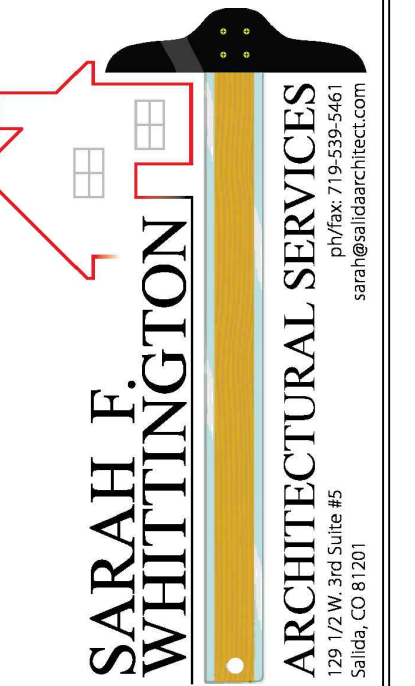 SARAH F.
WHITTINGTON
ARCHITECTURAL SERVICES
129 1/2 W. 3rd Suite #5
Salida, CO 81201
ph/fax: 719-539-5461
sarah@salidaarchitect.com